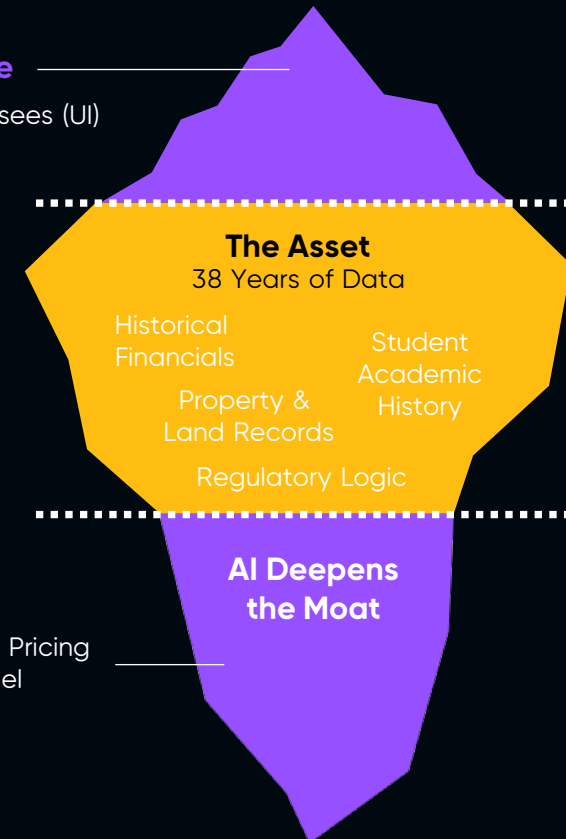 e
sees (UI)
The Asset
38 Years of Data
Historical
Financials
Student
Academic
History
Property &
Land Records
Regulatory Logic
AI Deepens
the Moat
Pricing
el